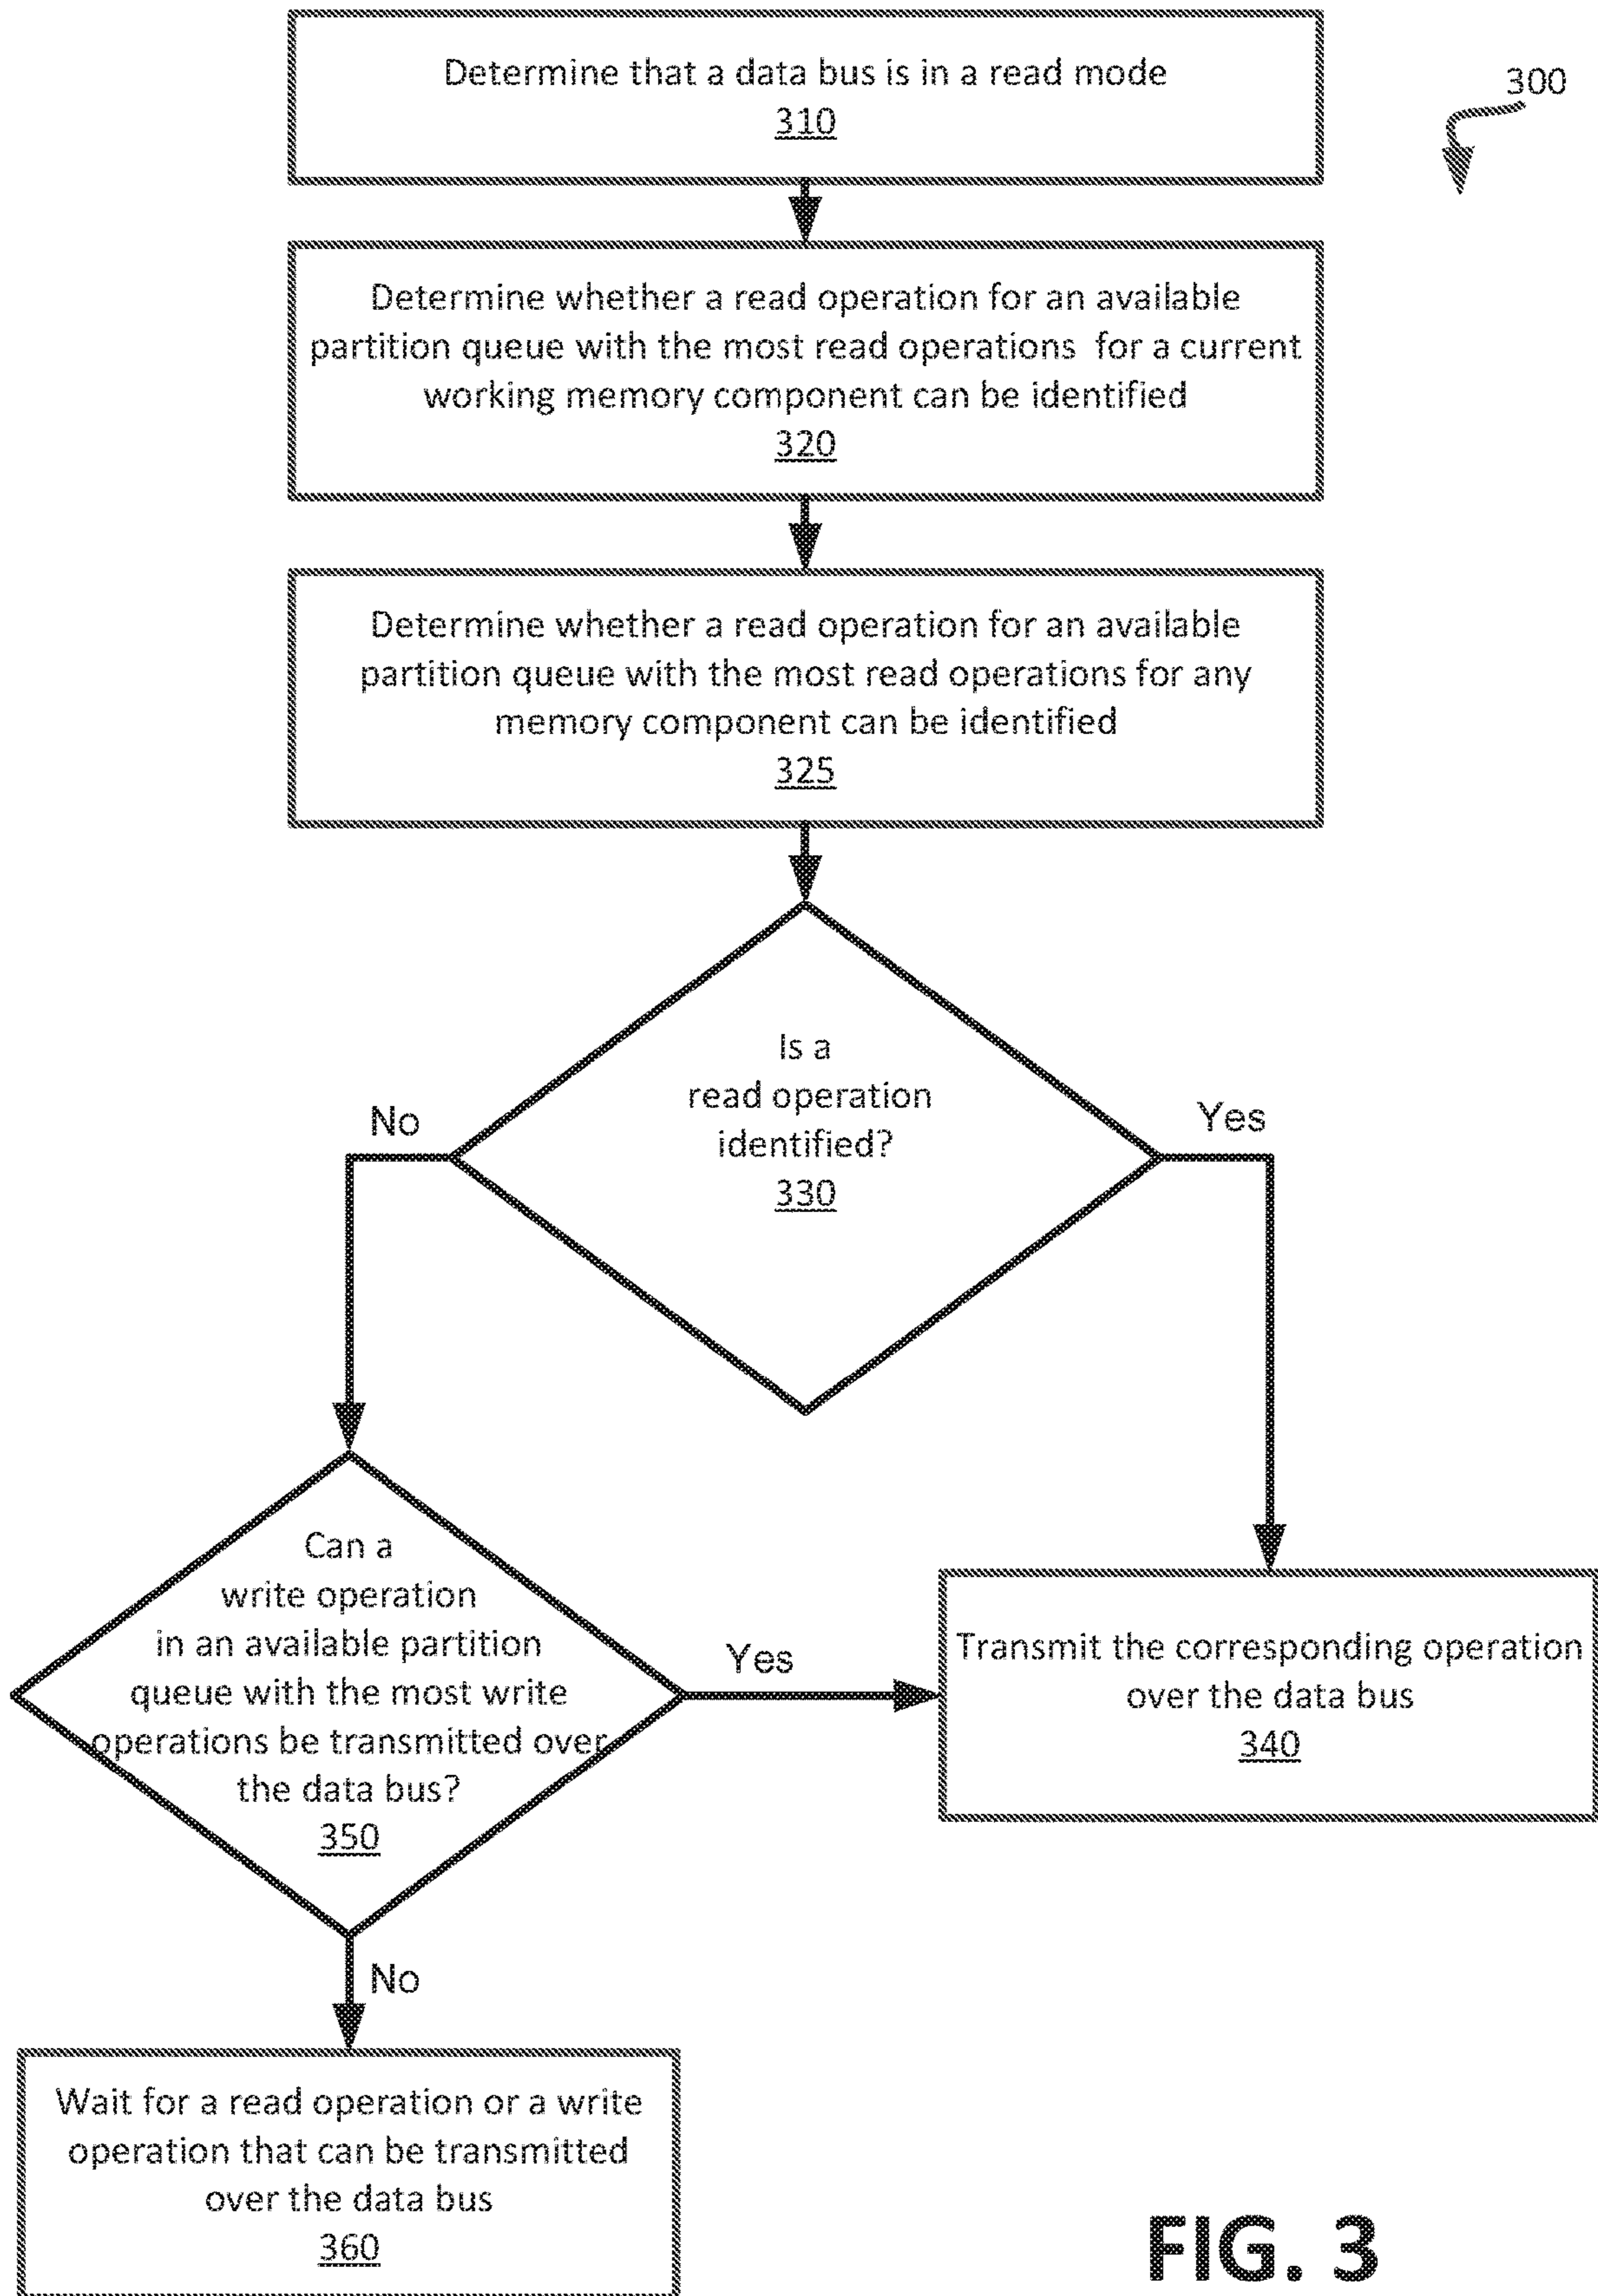 Determine that a data bus is in a read mode
310
300
Determine whether a read operation for an available
partition queue with the most read operations for a current
working memory component can be identified
320
Determine whether a read operation for an available
partition queue with the most read operations for any
memory component can be identified
325
Is a
read operation
identified?
330
No
Yes
Can a
write operation
in an available partition
queue with the most write
operations be transmitted over
the data bus?
350
Yes
Transmit the corresponding operation
over the data bus
340
No
Wait for a read operation or a write
operation that can be transmitted
over the data bus
360
FIG. 3